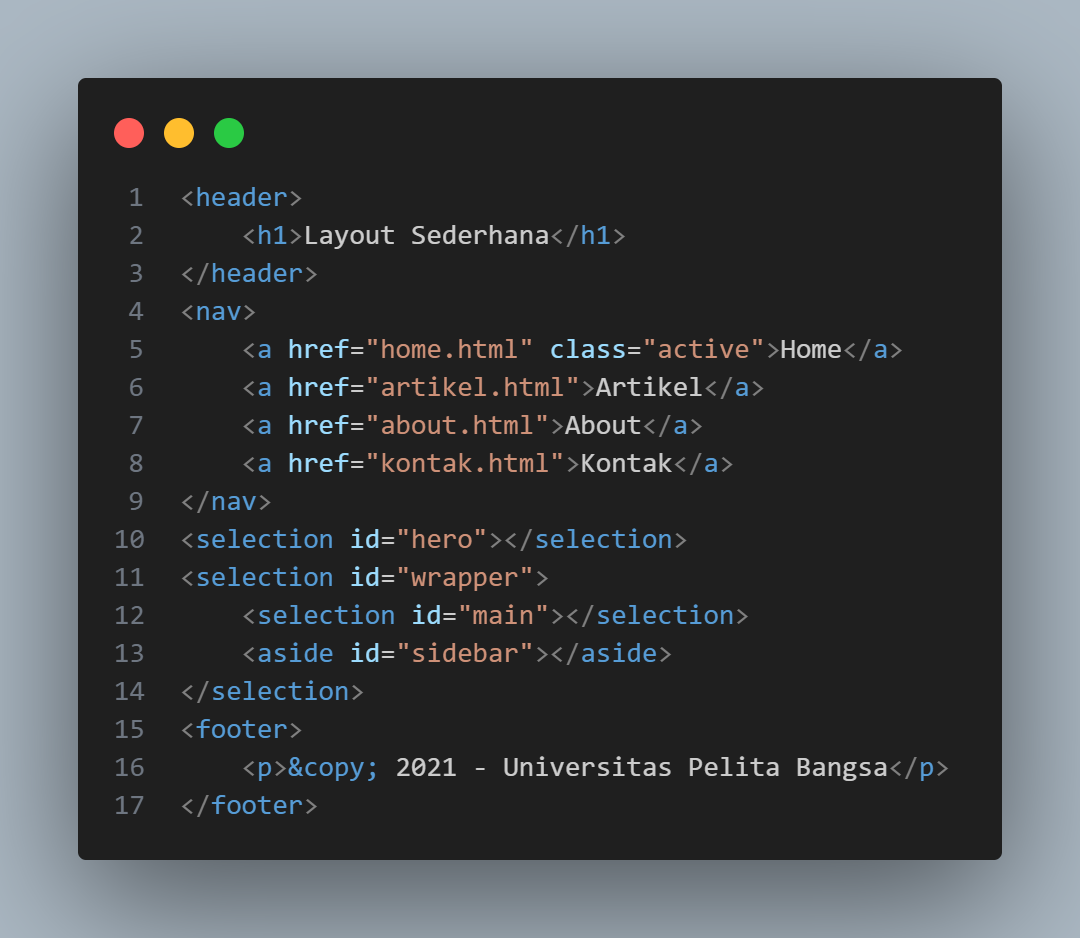 1 <header>
2     <h1>Layout Sederhana</h1>
3 </header>
4 <nav>
5     <a href="home.html" class="active">Home</a>
6     <a href="artikel.html">Artikel</a>
7     <a href="about.html">About</a>
8     <a href="kontak.html">Kontak</a>
9 </nav>
10 <selection id="hero"></selection>
11 <selection id="wrapper">
12     <selection id="main"></selection>
13     <aside id="sidebar"></aside>
14 </selection>
15 <footer>
16     <p>&copy; 2021 - Universitas Pelita Bangsa</p>
17 </footer>